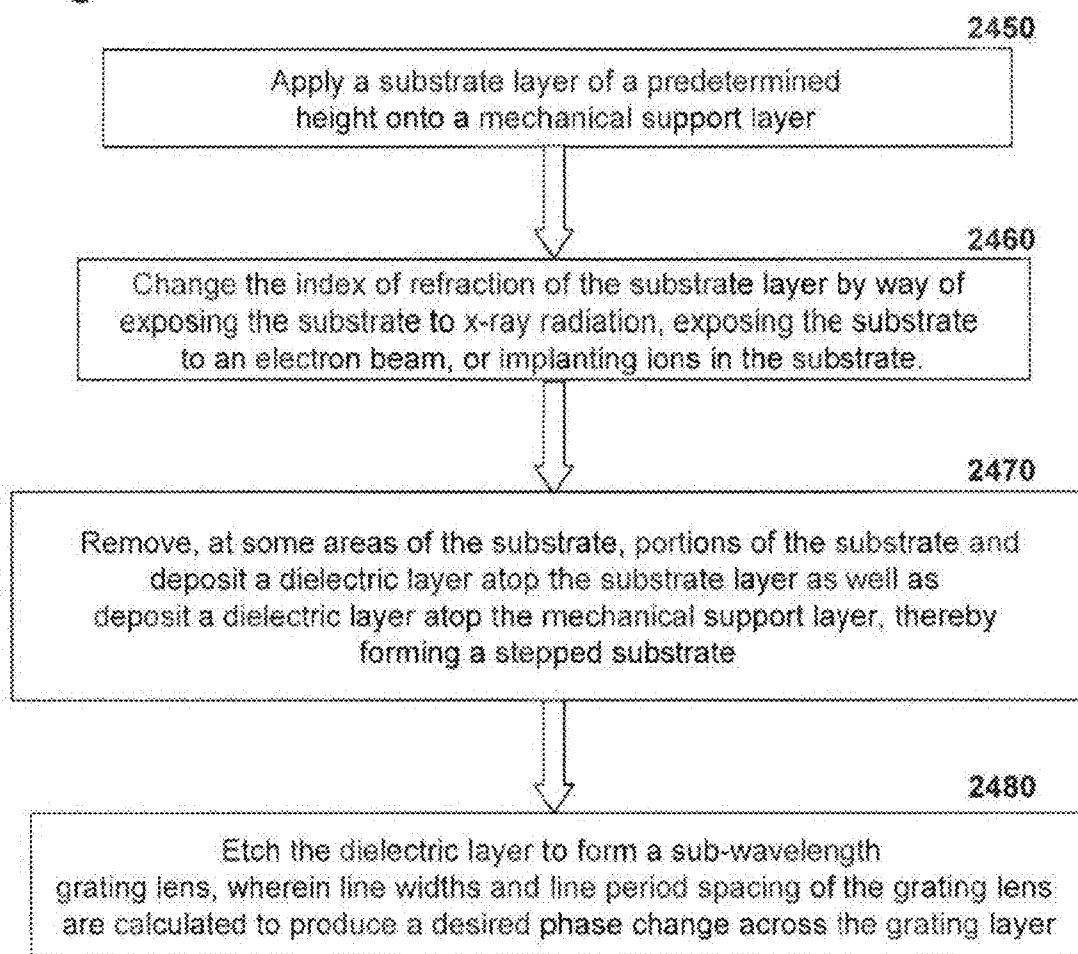 2450
Apply a substrate layer of a predetermined
height onto a mechanical support layer
2460
Change the index of refraction of the substrate layer by way of
exposing the substrate to x-ray radiation, exposing the substrate
to an electron beam, or implanting ions in the substrate.
2470
Remove, at some areas of the substrate, portions of the substrate and
deposit a dielectric layer atop the substrate layer as well as
deposit a dielectric layer atop the mechanical support layer, thereby
forming a stepped substrate
2480
Etch the dielectric layer to form a sub-wavelength
grating lens, wherein line widths and line period spacing of the grating lens
are calculated to produce a desired phase change across the grating layer